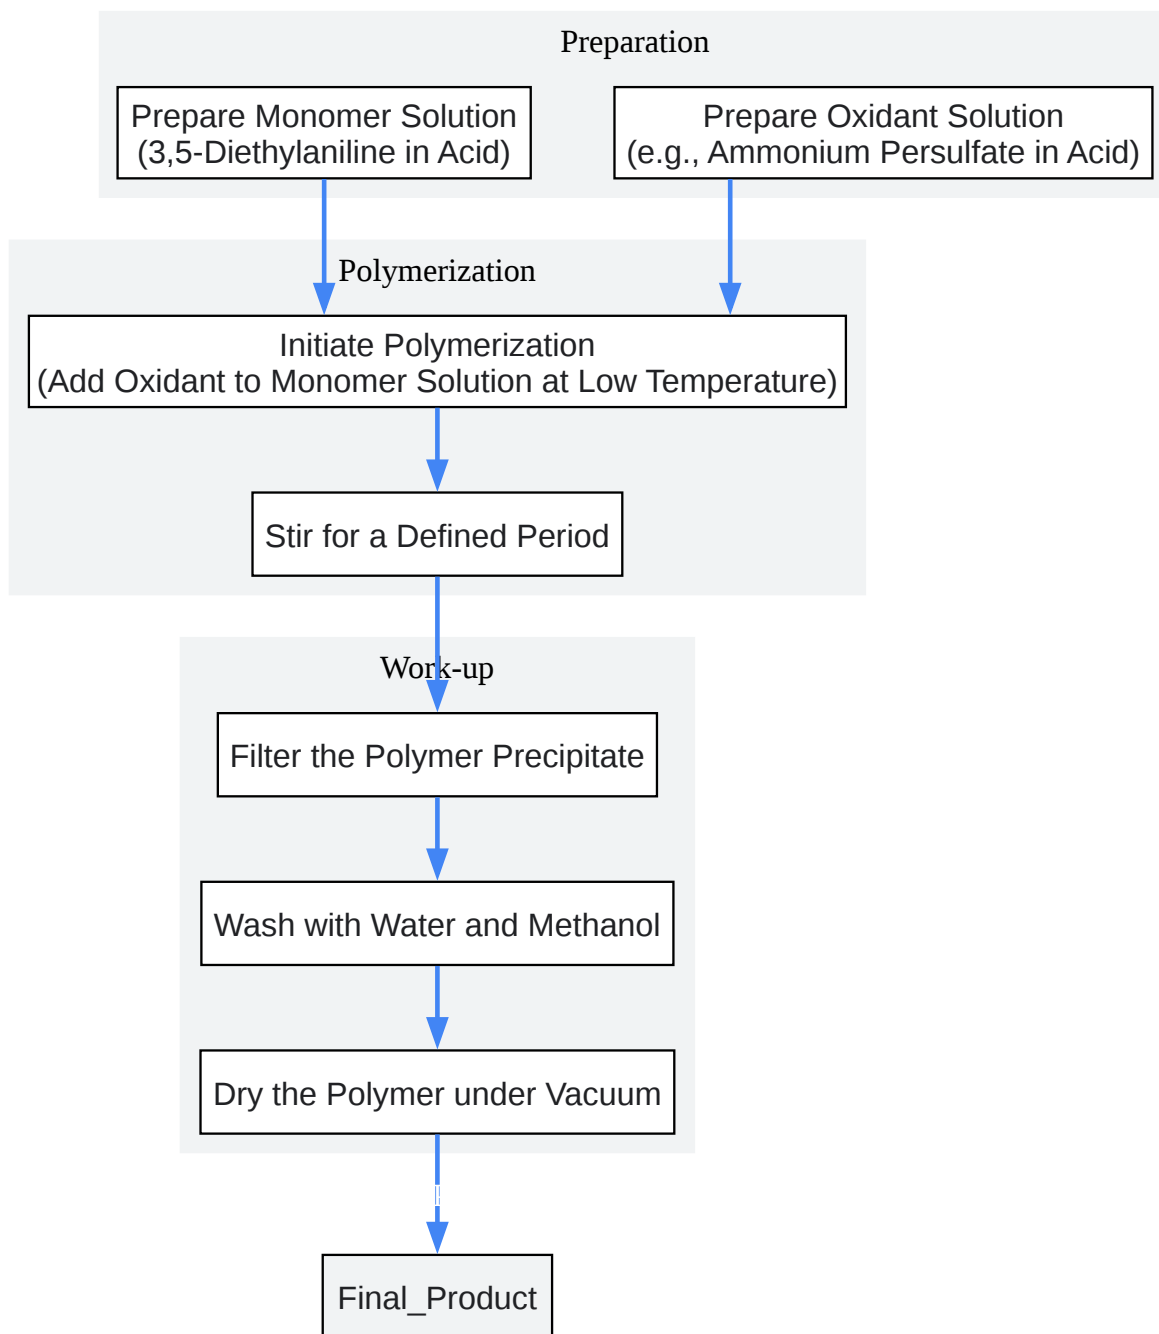 Preparation
Prepare Monomer Solution
(3,5-Diethylaniline in Acid)
Prepare Oxidant Solution
(e.g., Ammonium Persulfate in Acid)
Polymerization
Initiate Polymerization
(Add Oxidant to Monomer Solution at Low Temperature)
Stir for a Defined Period
Work-up
Filter the Polymer Precipitate
Wash with Water and Methanol
Dry the Polymer under Vacuum
Final_Product